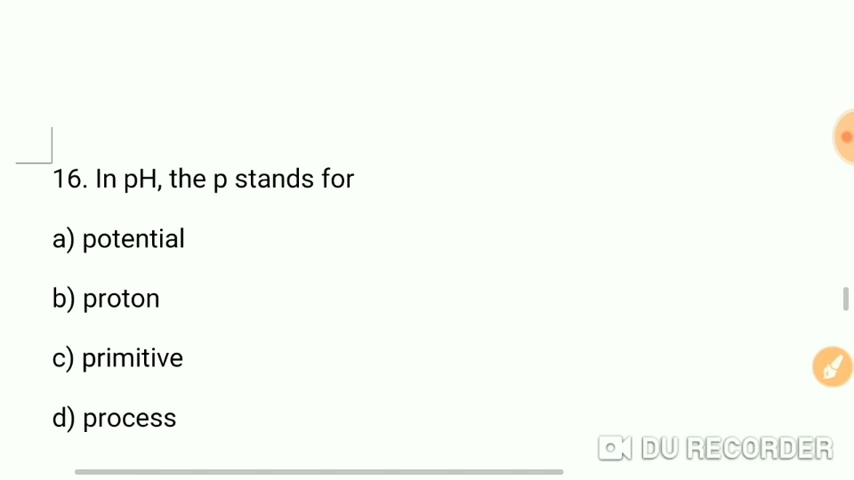 16. In pH, the p stands for
a) potential
b) proton
c) primitive
d) process
DU RECORDER